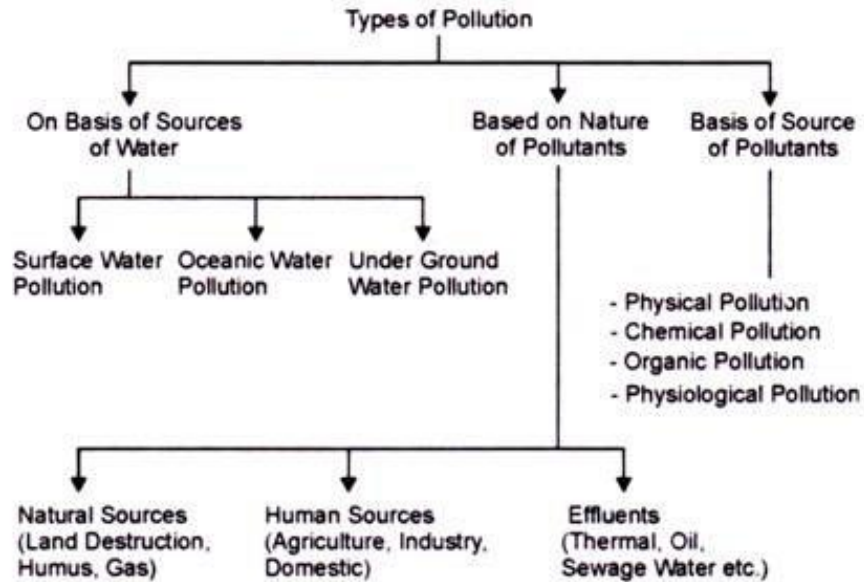 Types of Pollution
On Basis of Sources
of Water
Based on Nature
of Pollutants
Basis of Source
of Pollutants
Surface Water
Pollution
Oceanic Water
Pollution
Under Ground
Water Pollution
- Physical Pollution
- Chemical Pollution
- Organic Pollution
- Physiological Pollution
Natural Sources
(Land Destruction,
Humus, Gas)
Human Sources
(Agriculture, Industry,
Domestic)
Effluents
(Thermal, Oil,
Sewage Water etc.)